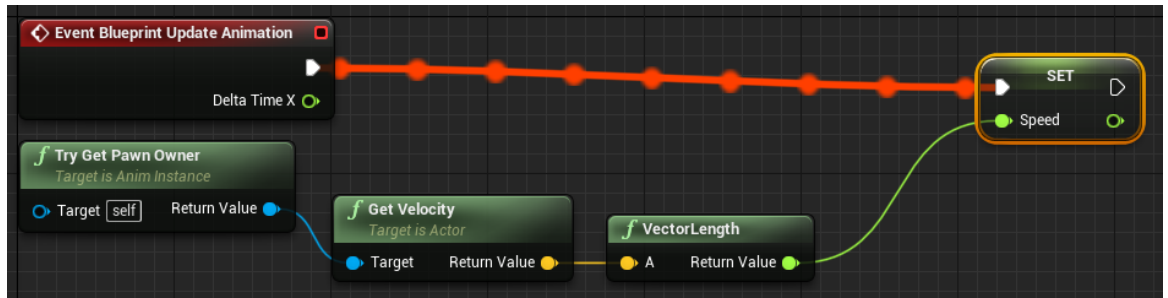 Event Blueprint Update Animation
Delta Time X
SET
Speed
Try Get Pawn Owner
Target is Anim Instance
Target self Return Value
Get Velocity
Target is Actor
Target Return Value
VectorLength
A Return Value